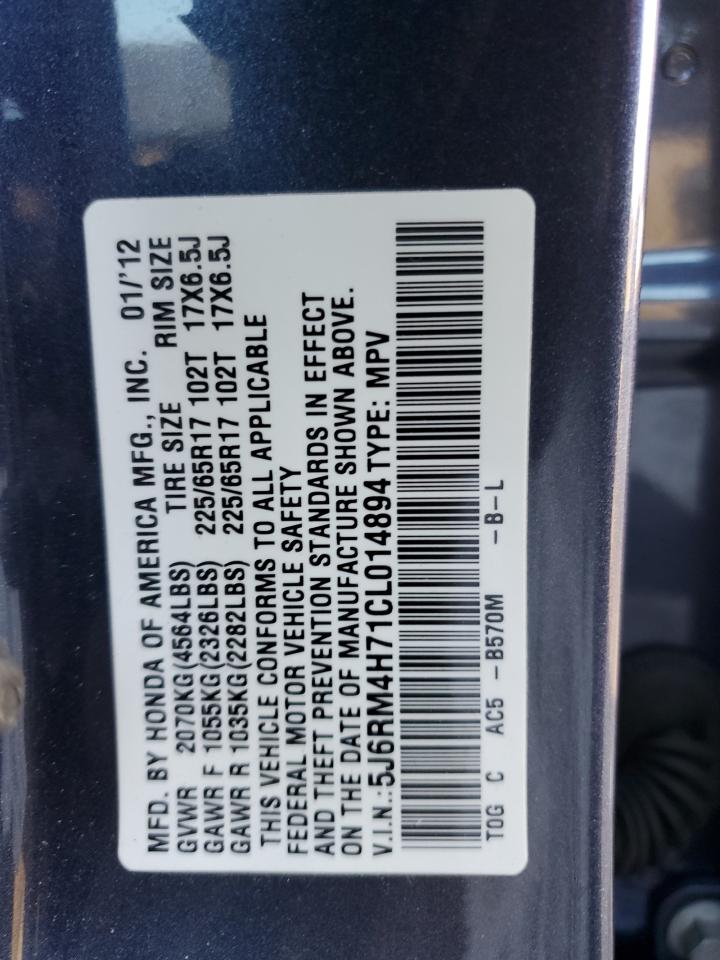 MFD. BY HONDA OF AMERICA MFG., INC. 01/'12
GVWR 2070KG(4564LBS) TIRE SIZE RIM SIZE
GAWR F 1055KG(2326LBS) 225/65R17 102T 17X6.5J
GAWR R 1035KG(2282LBS) 225/65R17 102T 17X6.5J
THIS VEHICLE CONFORMS TO ALL APPLICABLE
FEDERAL MOTOR VEHICLE SAFETY
AND THEFT PREVENTION STANDARDS IN EFFECT
ON THE DATE OF MANUFACTURE SHOWN ABOVE.
V.I.N.:5J6RM4H71CL014894 TYPE: MPV
TOG C AC5 -B570M -B-L